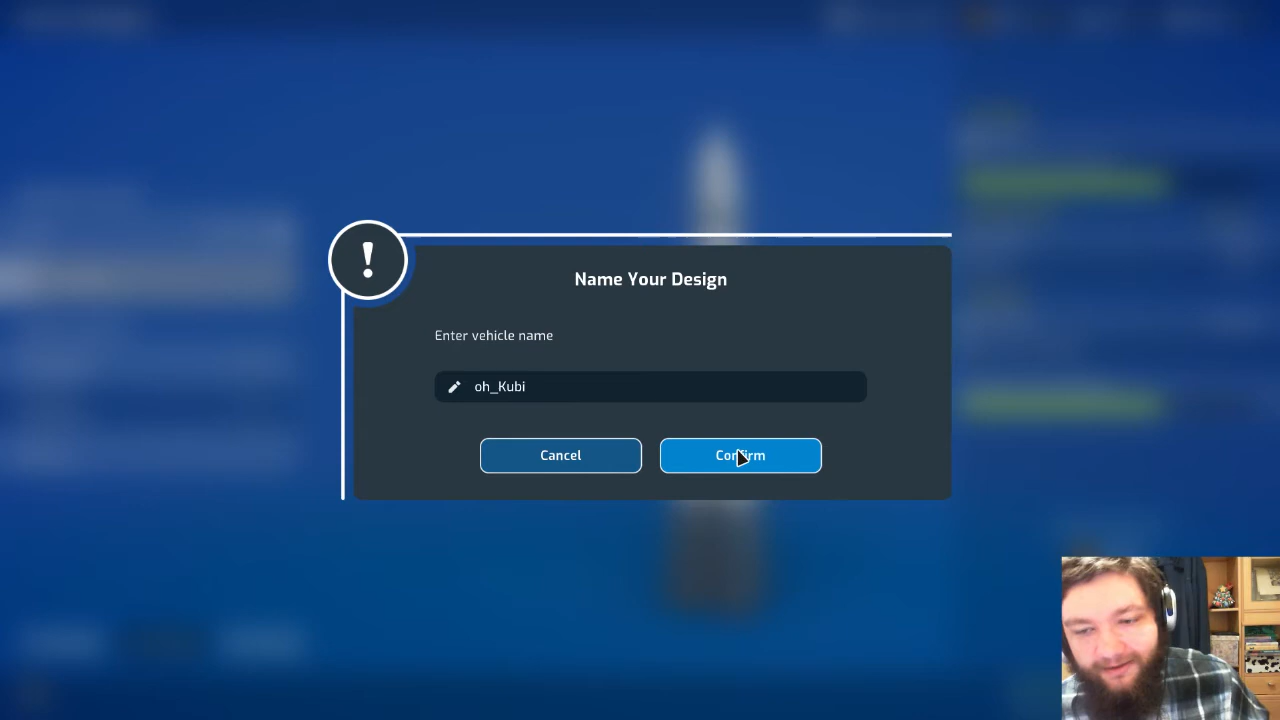 !
Name Your Design
Enter vehicle name
oh_Kubi
Cancel
Confirm